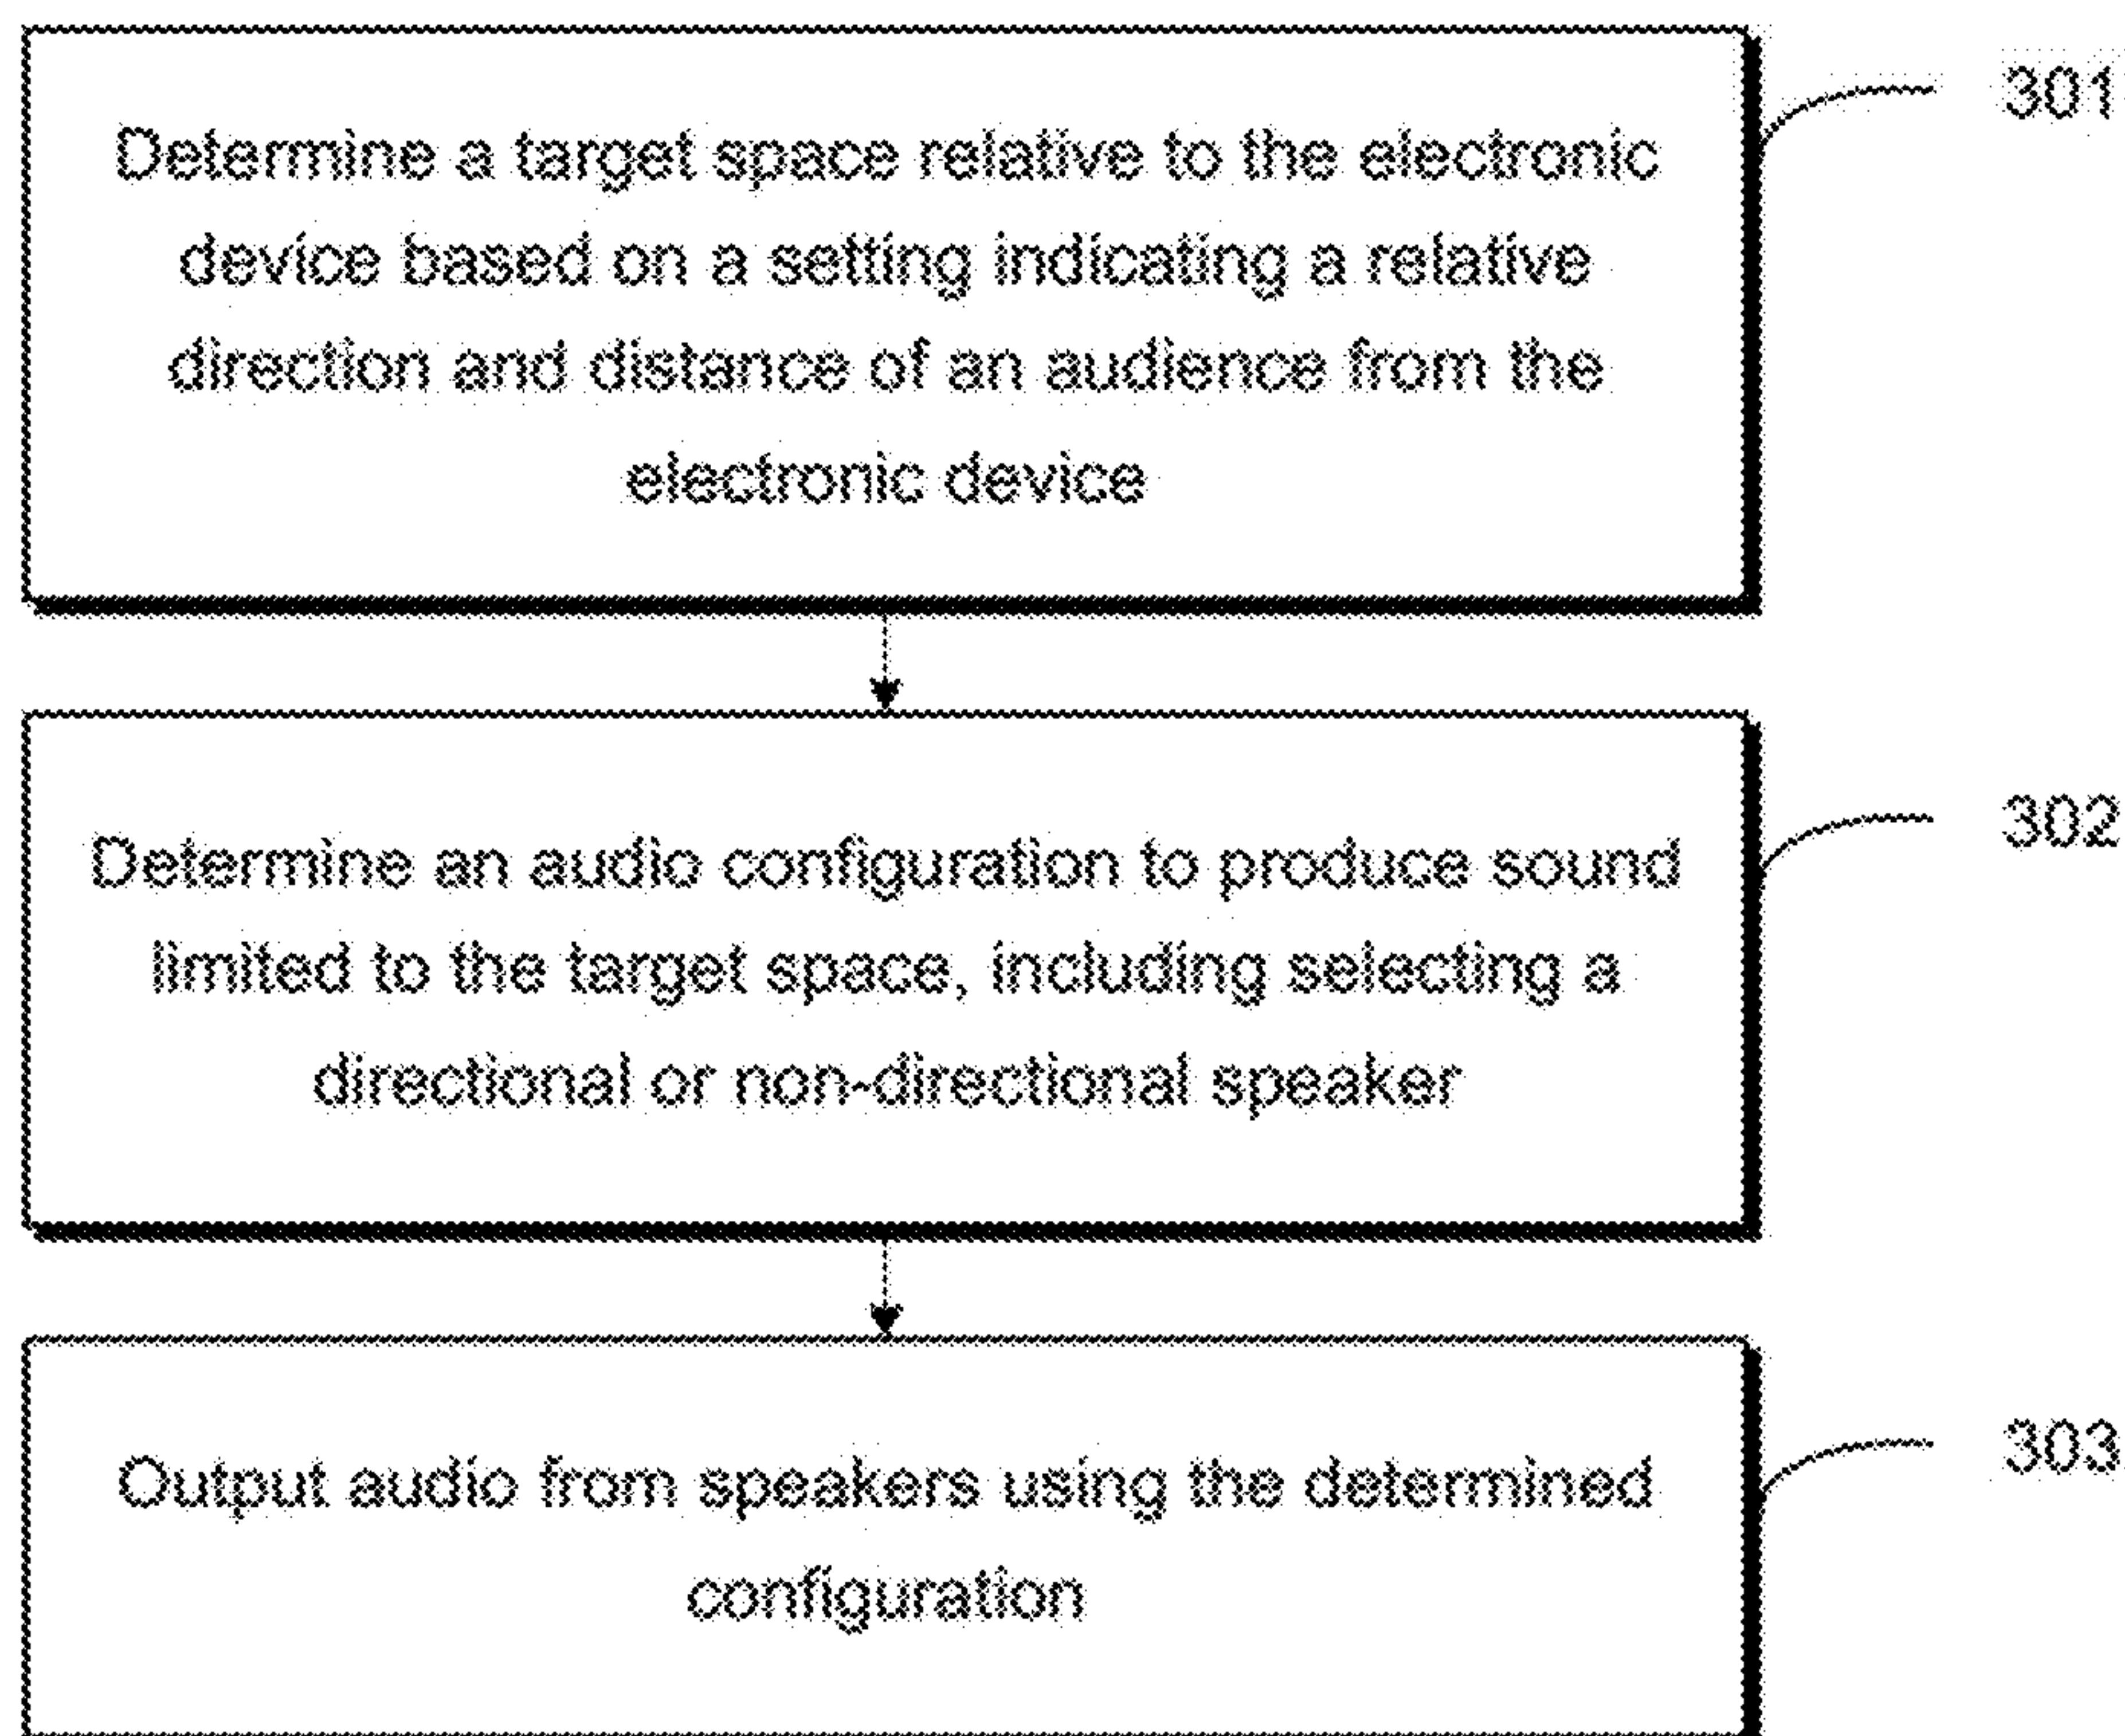 Determine a target space relative to the electronic
device based on a setting indicating a relative
direction and distance of an audience from the
electronic device
301
Determine an audio configuration to produce sound
limited to the target space, including selecting a
directional or non-directional speaker
302
Output audio from speakers using the determined
configuration
303